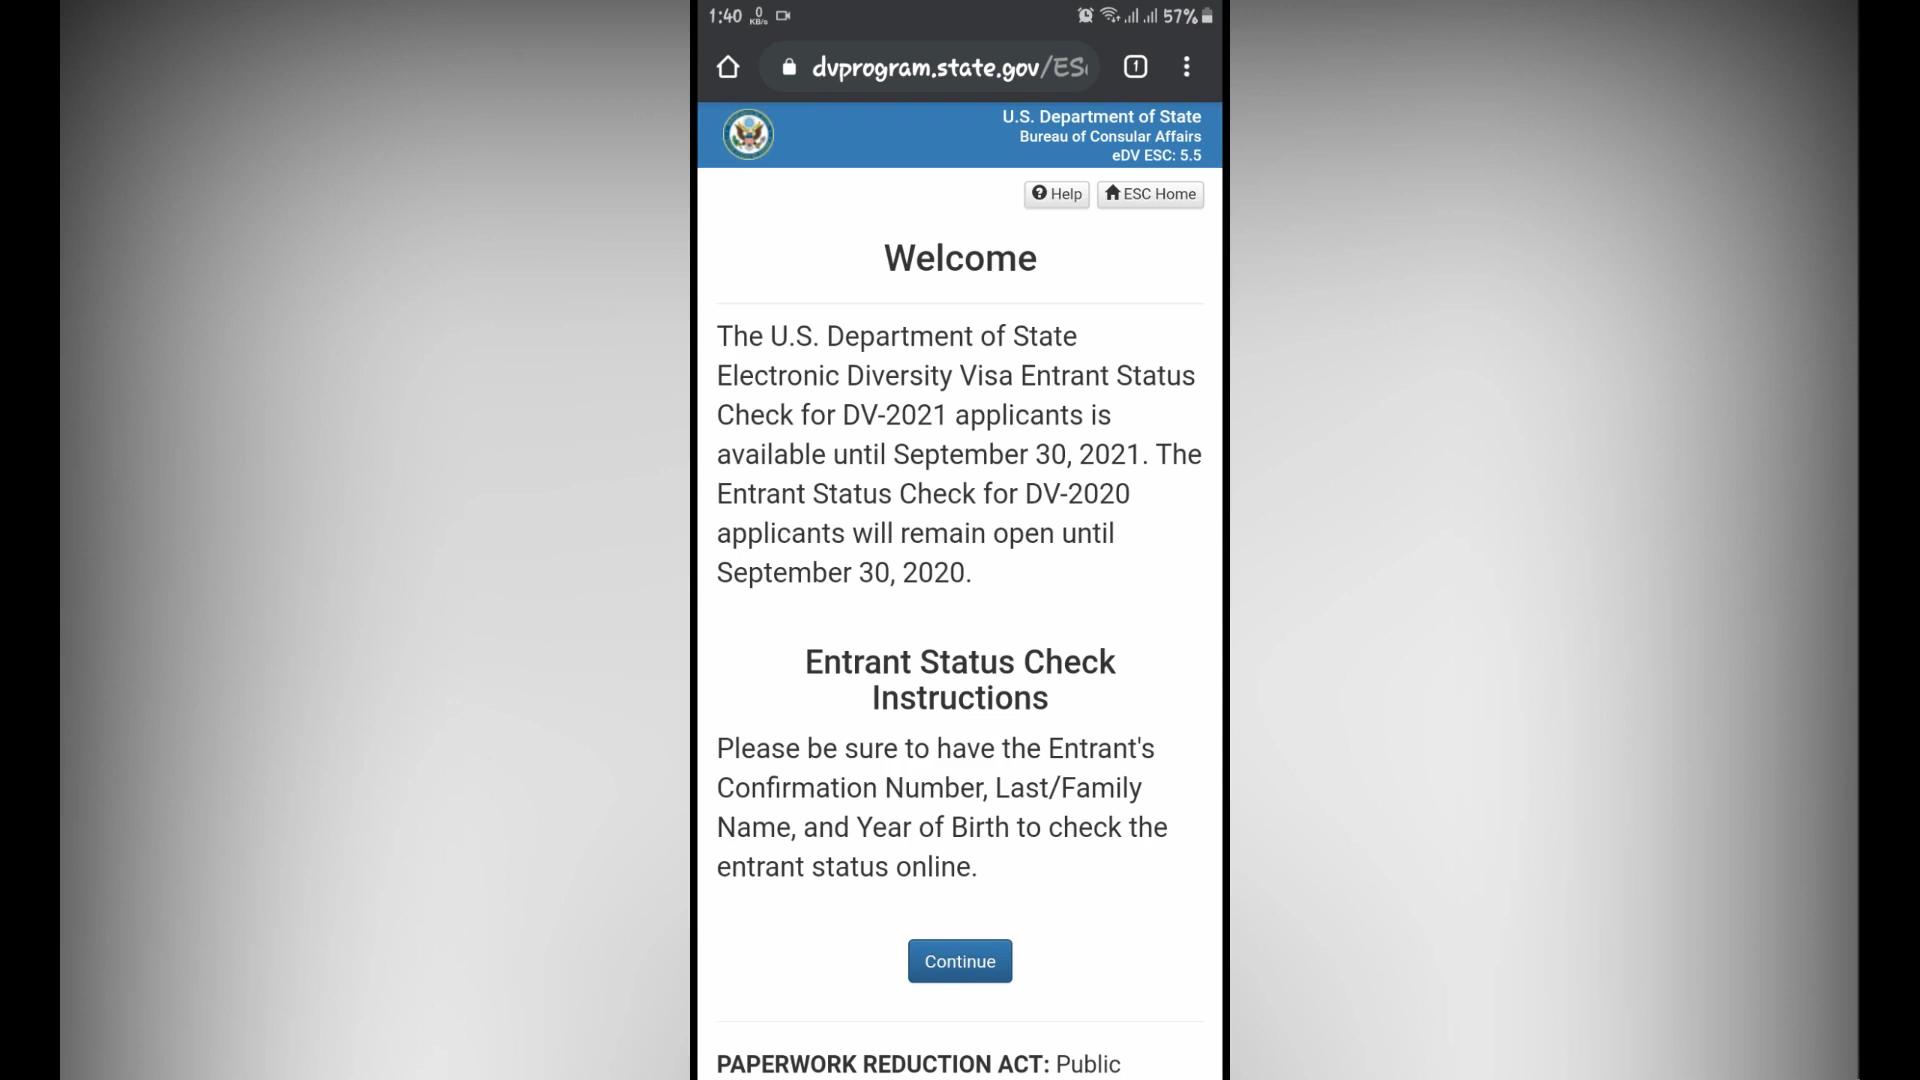 1:40 0 KB/s 57%
dvprogram.state.gov/ES 1
U.S. Department of State
Bureau of Consular Affairs
eDV ESC: 5.5
Help ESC Home
Welcome
The U.S. Department of State
Electronic Diversity Visa Entrant Status
Check for DV-2021 applicants is
available until September 30, 2021. The
Entrant Status Check for DV-2020
applicants will remain open until
September 30, 2020.
Entrant Status Check
Instructions
Please be sure to have the Entrant's
Confirmation Number, Last/Family
Name, and Year of Birth to check the
entrant status online.
Continue
PAPERWORK REDUCTION ACT: Public